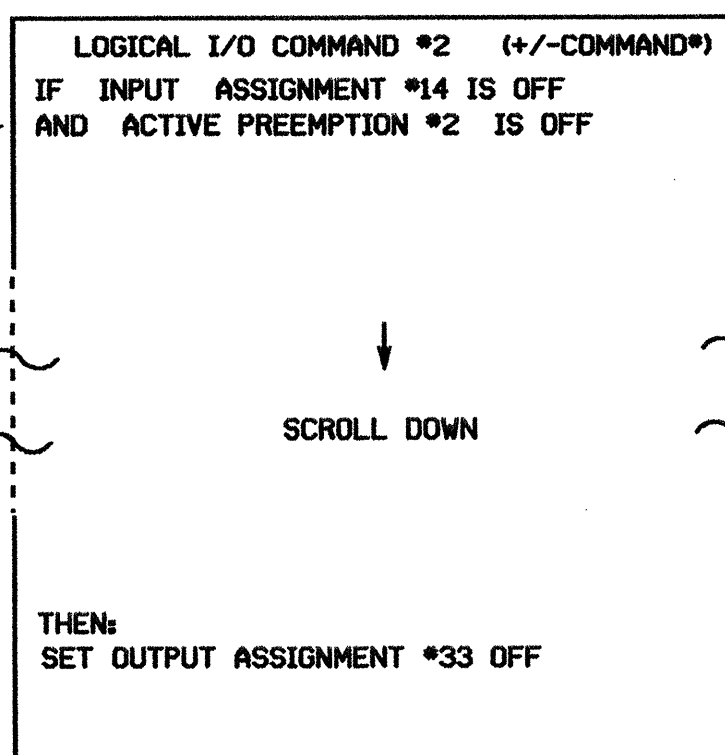 LOGICAL I/O COMMAND #2 (+/-COMMAND#)
IF INPUT ASSIGNMENT #14 IS OFF
AND ACTIVE PREEMPTION #2 IS OFF
SCROLL DOWN
THEN:
SET OUTPUT ASSIGNMENT #33 OFF